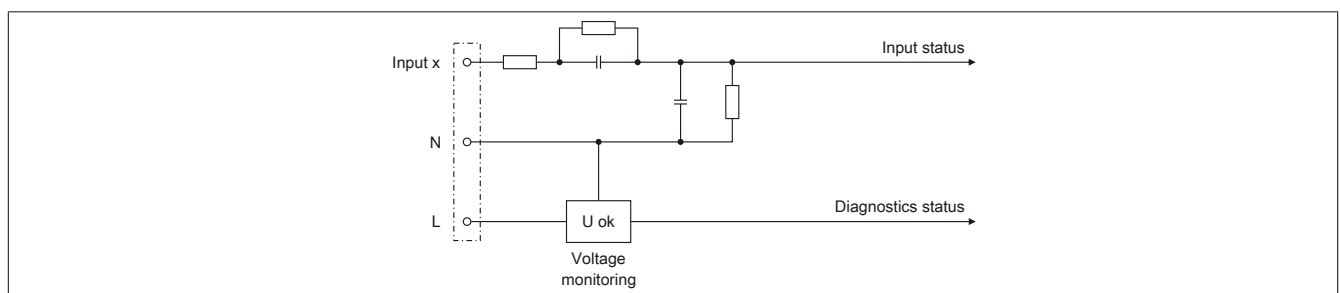 Input x
Input status
N
L
U ok
Diagnostics status
Voltage
monitoring